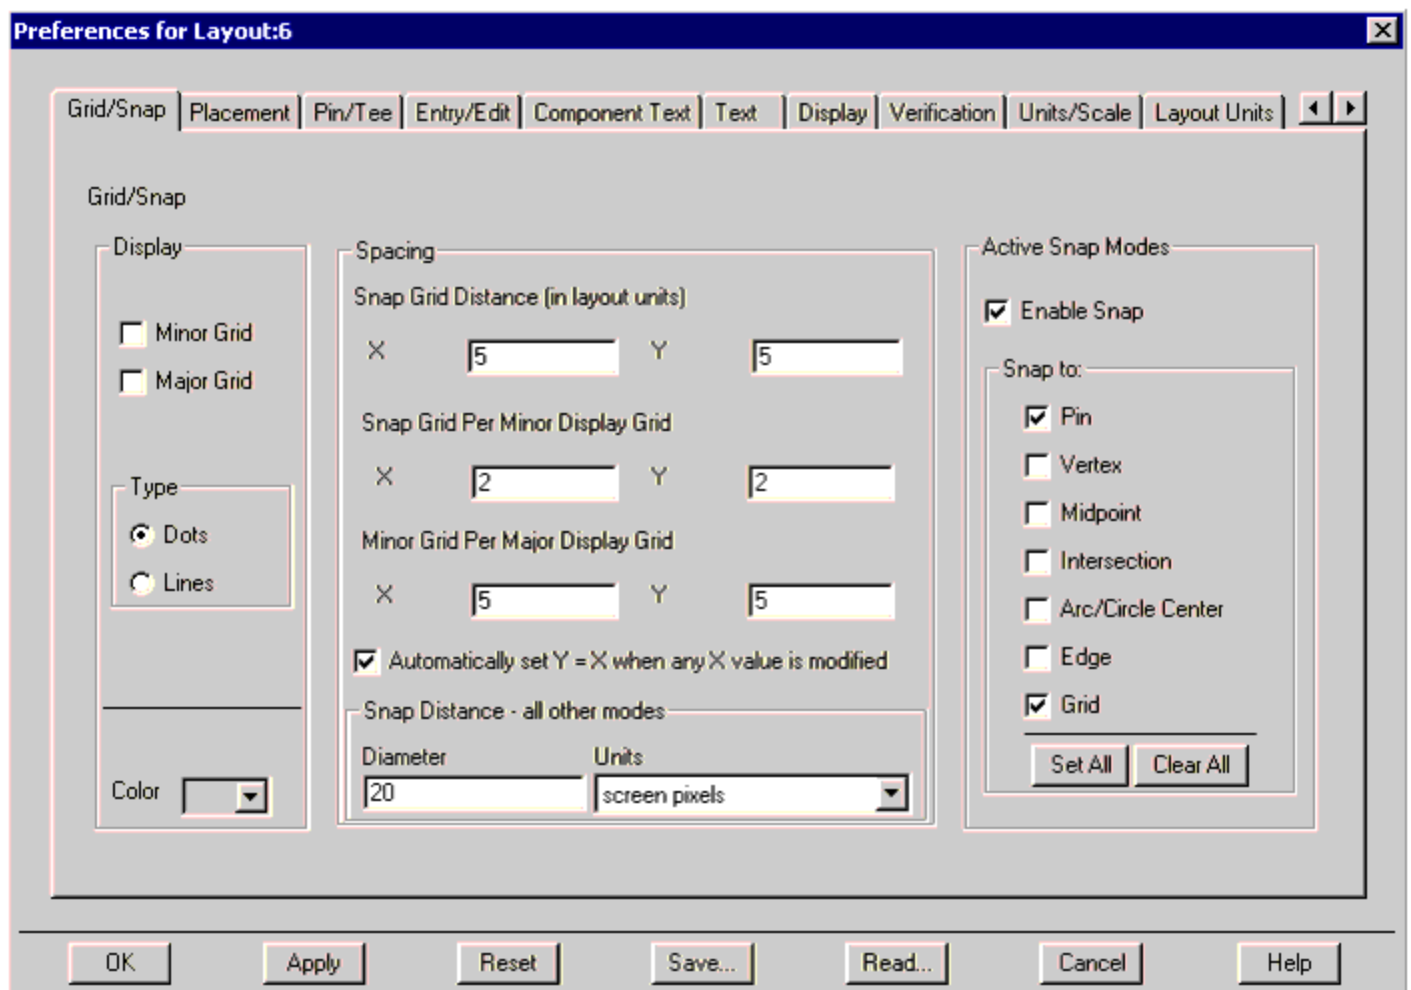 Preferences for Layout:6
Grid/Snap Placement Pin/Tee Entry/Edit Component Text Text Display Verification Units/Scale Layout Units
Grid/Snap
Display
Minor Grid
Major Grid
Type
Dots
Lines
Color
Spacing
Snap Grid Distance (in layout units)
X 5 Y 5
Snap Grid Per Minor Display Grid
X 2 Y 2
Minor Grid Per Major Display Grid
X 5 Y 5
Automatically set Y = X when any X value is modified
Snap Distance - all other modes
Diameter Units
20 screen pixels
Active Snap Modes
Enable Snap
Snap to:
Pin
Vertex
Midpoint
Intersection
Arc/Circle Center
Edge
Grid
Set All Clear All
OK Apply Reset Save... Read... Cancel Help